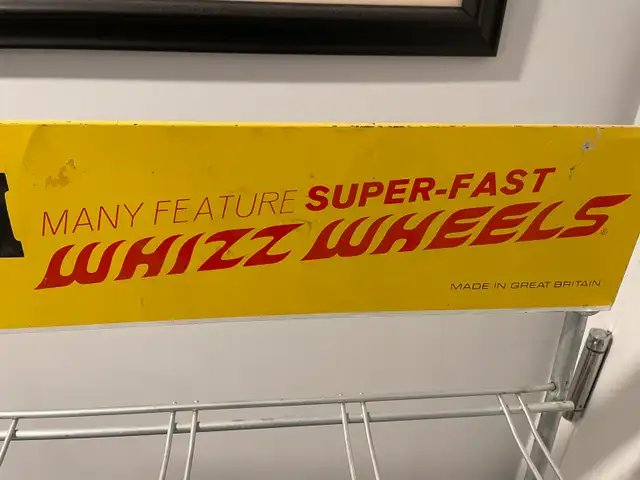 MANY FEATURE SUPER-FAST
WHIZZ WHEELS
MADE IN GREAT BRITAIN